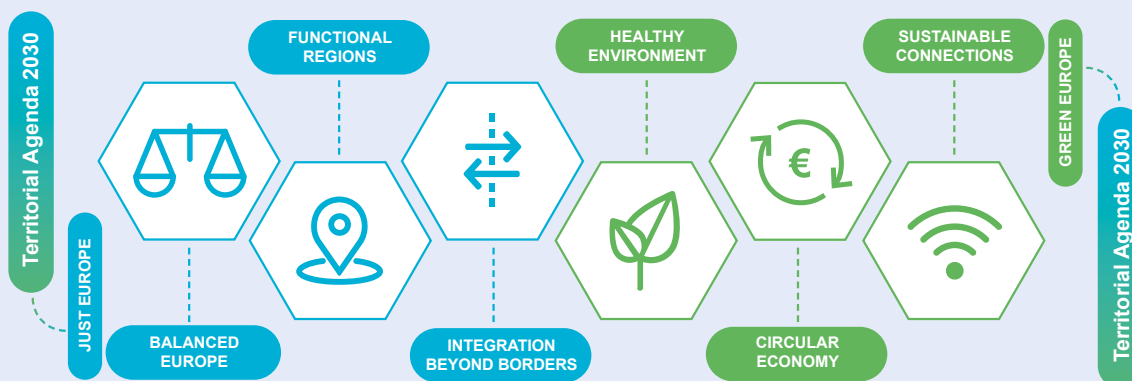 Territorial Agenda 2030
JUST EUROPE
BALANCED
EUROPE
FUNCTIONAL
REGIONS
INTEGRATION
BEYOND BORDERS
HEALTHY
ENVIRONMENT
€
CIRCULAR
ECONOMY
SUSTAINABLE
CONNECTIONS
GREEN EUROPE
Territorial Agenda 2030